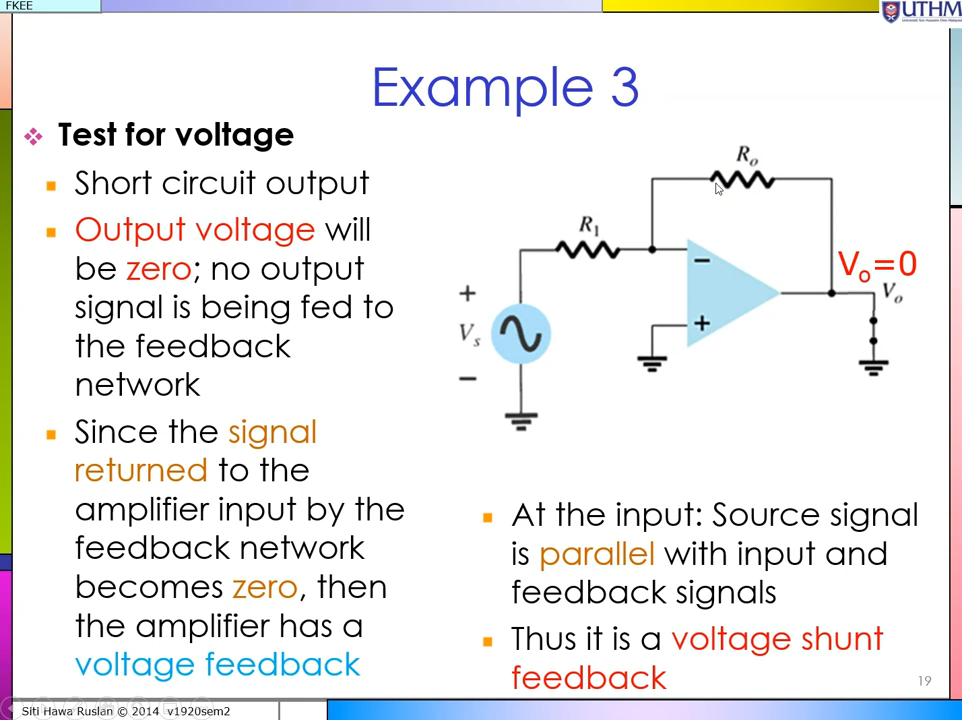 FKEE
UTHM
Example 3
❖ Test for voltage
▪ Short circuit output
▪ Output voltage will
be zero; no output
signal is being fed to
the feedback
network
▪ Since the signal
returned to the
amplifier input by the
feedback network
becomes zero, then
the amplifier has a
voltage feedback
Rₒ
R₁
−
+
Vₒ=0
Vₒ
+
Vₛ
−
▪ At the input: Source signal
is parallel with input and
feedback signals
▪ Thus it is a voltage shunt
feedback
19
Siti Hawa Ruslan © 2014 v1920sem2